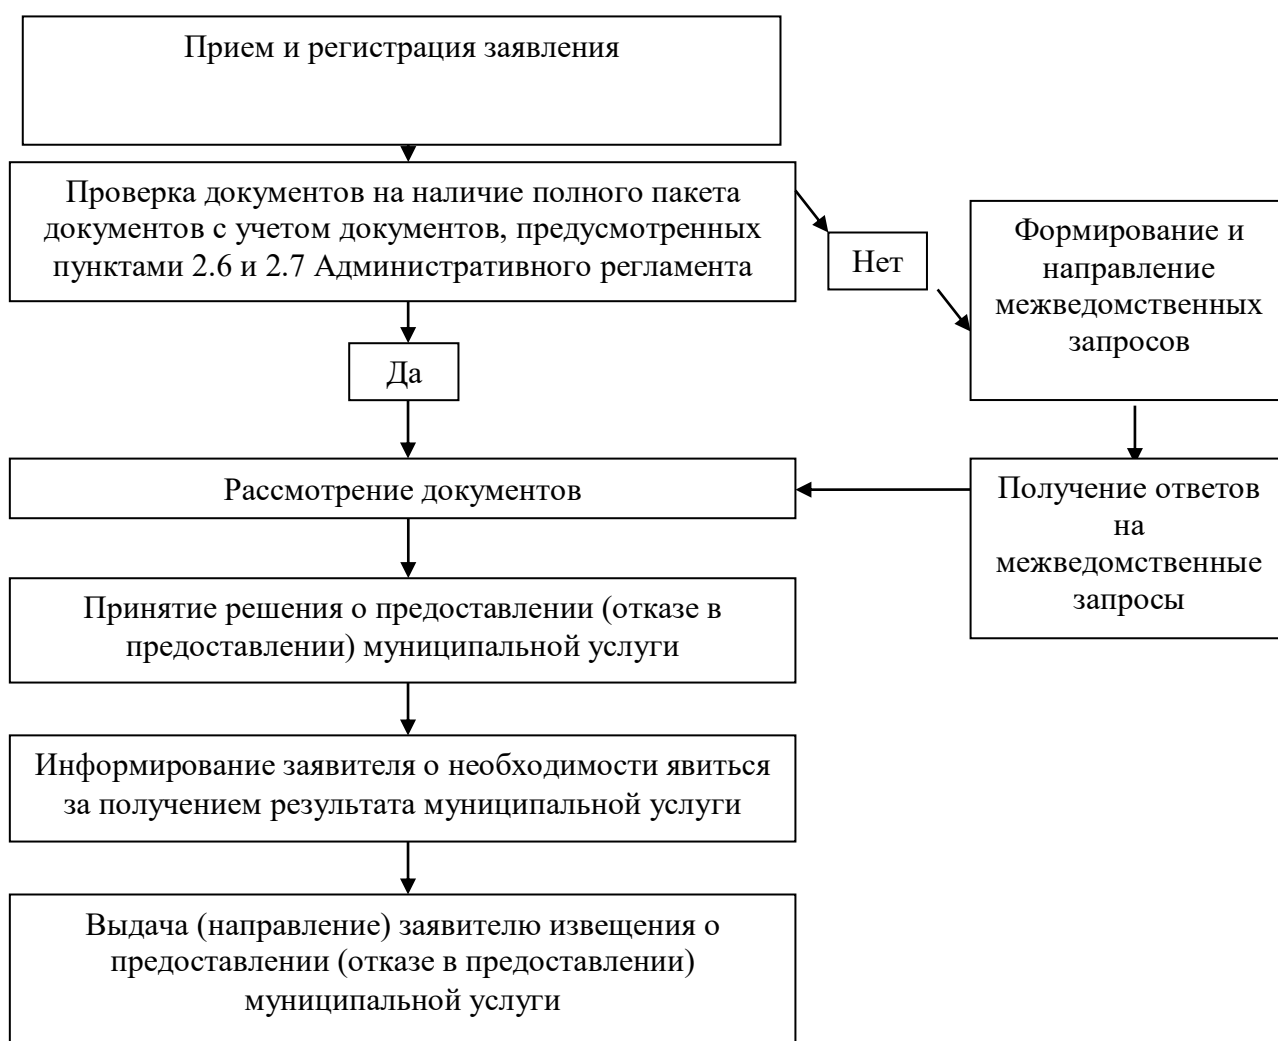 Прием и регистрация заявления
Проверка документов на наличие полного пакета
документов с учетом документов, предусмотренных
пунктами 2.6 и 2.7 Административного регламента
Нет
Формирование и
направление
межведомственных
запросов
Да
Рассмотрение документов
Получение ответов
на
межведомственные
запросы
Принятие решения о предоставлении (отказе в
предоставлении) муниципальной услуги
Информирование заявителя о необходимости явиться
за получением результата муниципальной услуги
Выдача (направление) заявителю извещения о
предоставлении (отказе в предоставлении)
муниципальной услуги